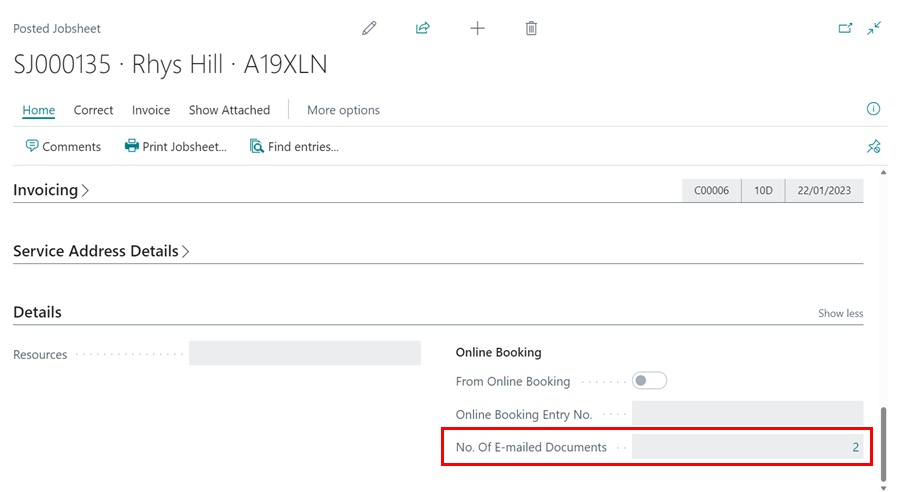 Posted Jobsheet
SJ000135 · Rhys Hill · A19XLN
Home Correct Invoice Show Attached More options
Comments Print Jobsheet... Find entries...
Invoicing C00006 10D 22/01/2023
Service Address Details
Details Show less
Resources
Online Booking
From Online Booking
Online Booking Entry No.
No. Of E-mailed Documents 2